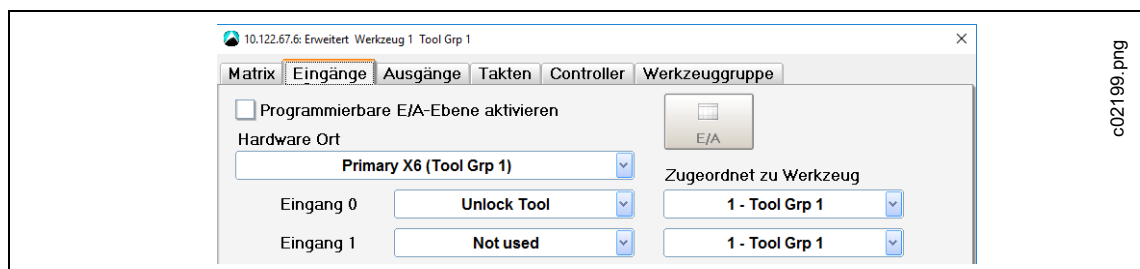 10.122.67.6: Erweitert Werkzeug 1 Tool Grp 1
Matrix Eingänge Ausgänge Takten Controller Werkzeuggruppe
Programmierbare E/A-Ebene aktivieren
E/A
Hardware Ort
Primary X6 (Tool Grp 1)
Zugeordnet zu Werkzeug
Eingang 0 Unlock Tool 1 - Tool Grp 1
Eingang 1 Not used 1 - Tool Grp 1
c02199.png